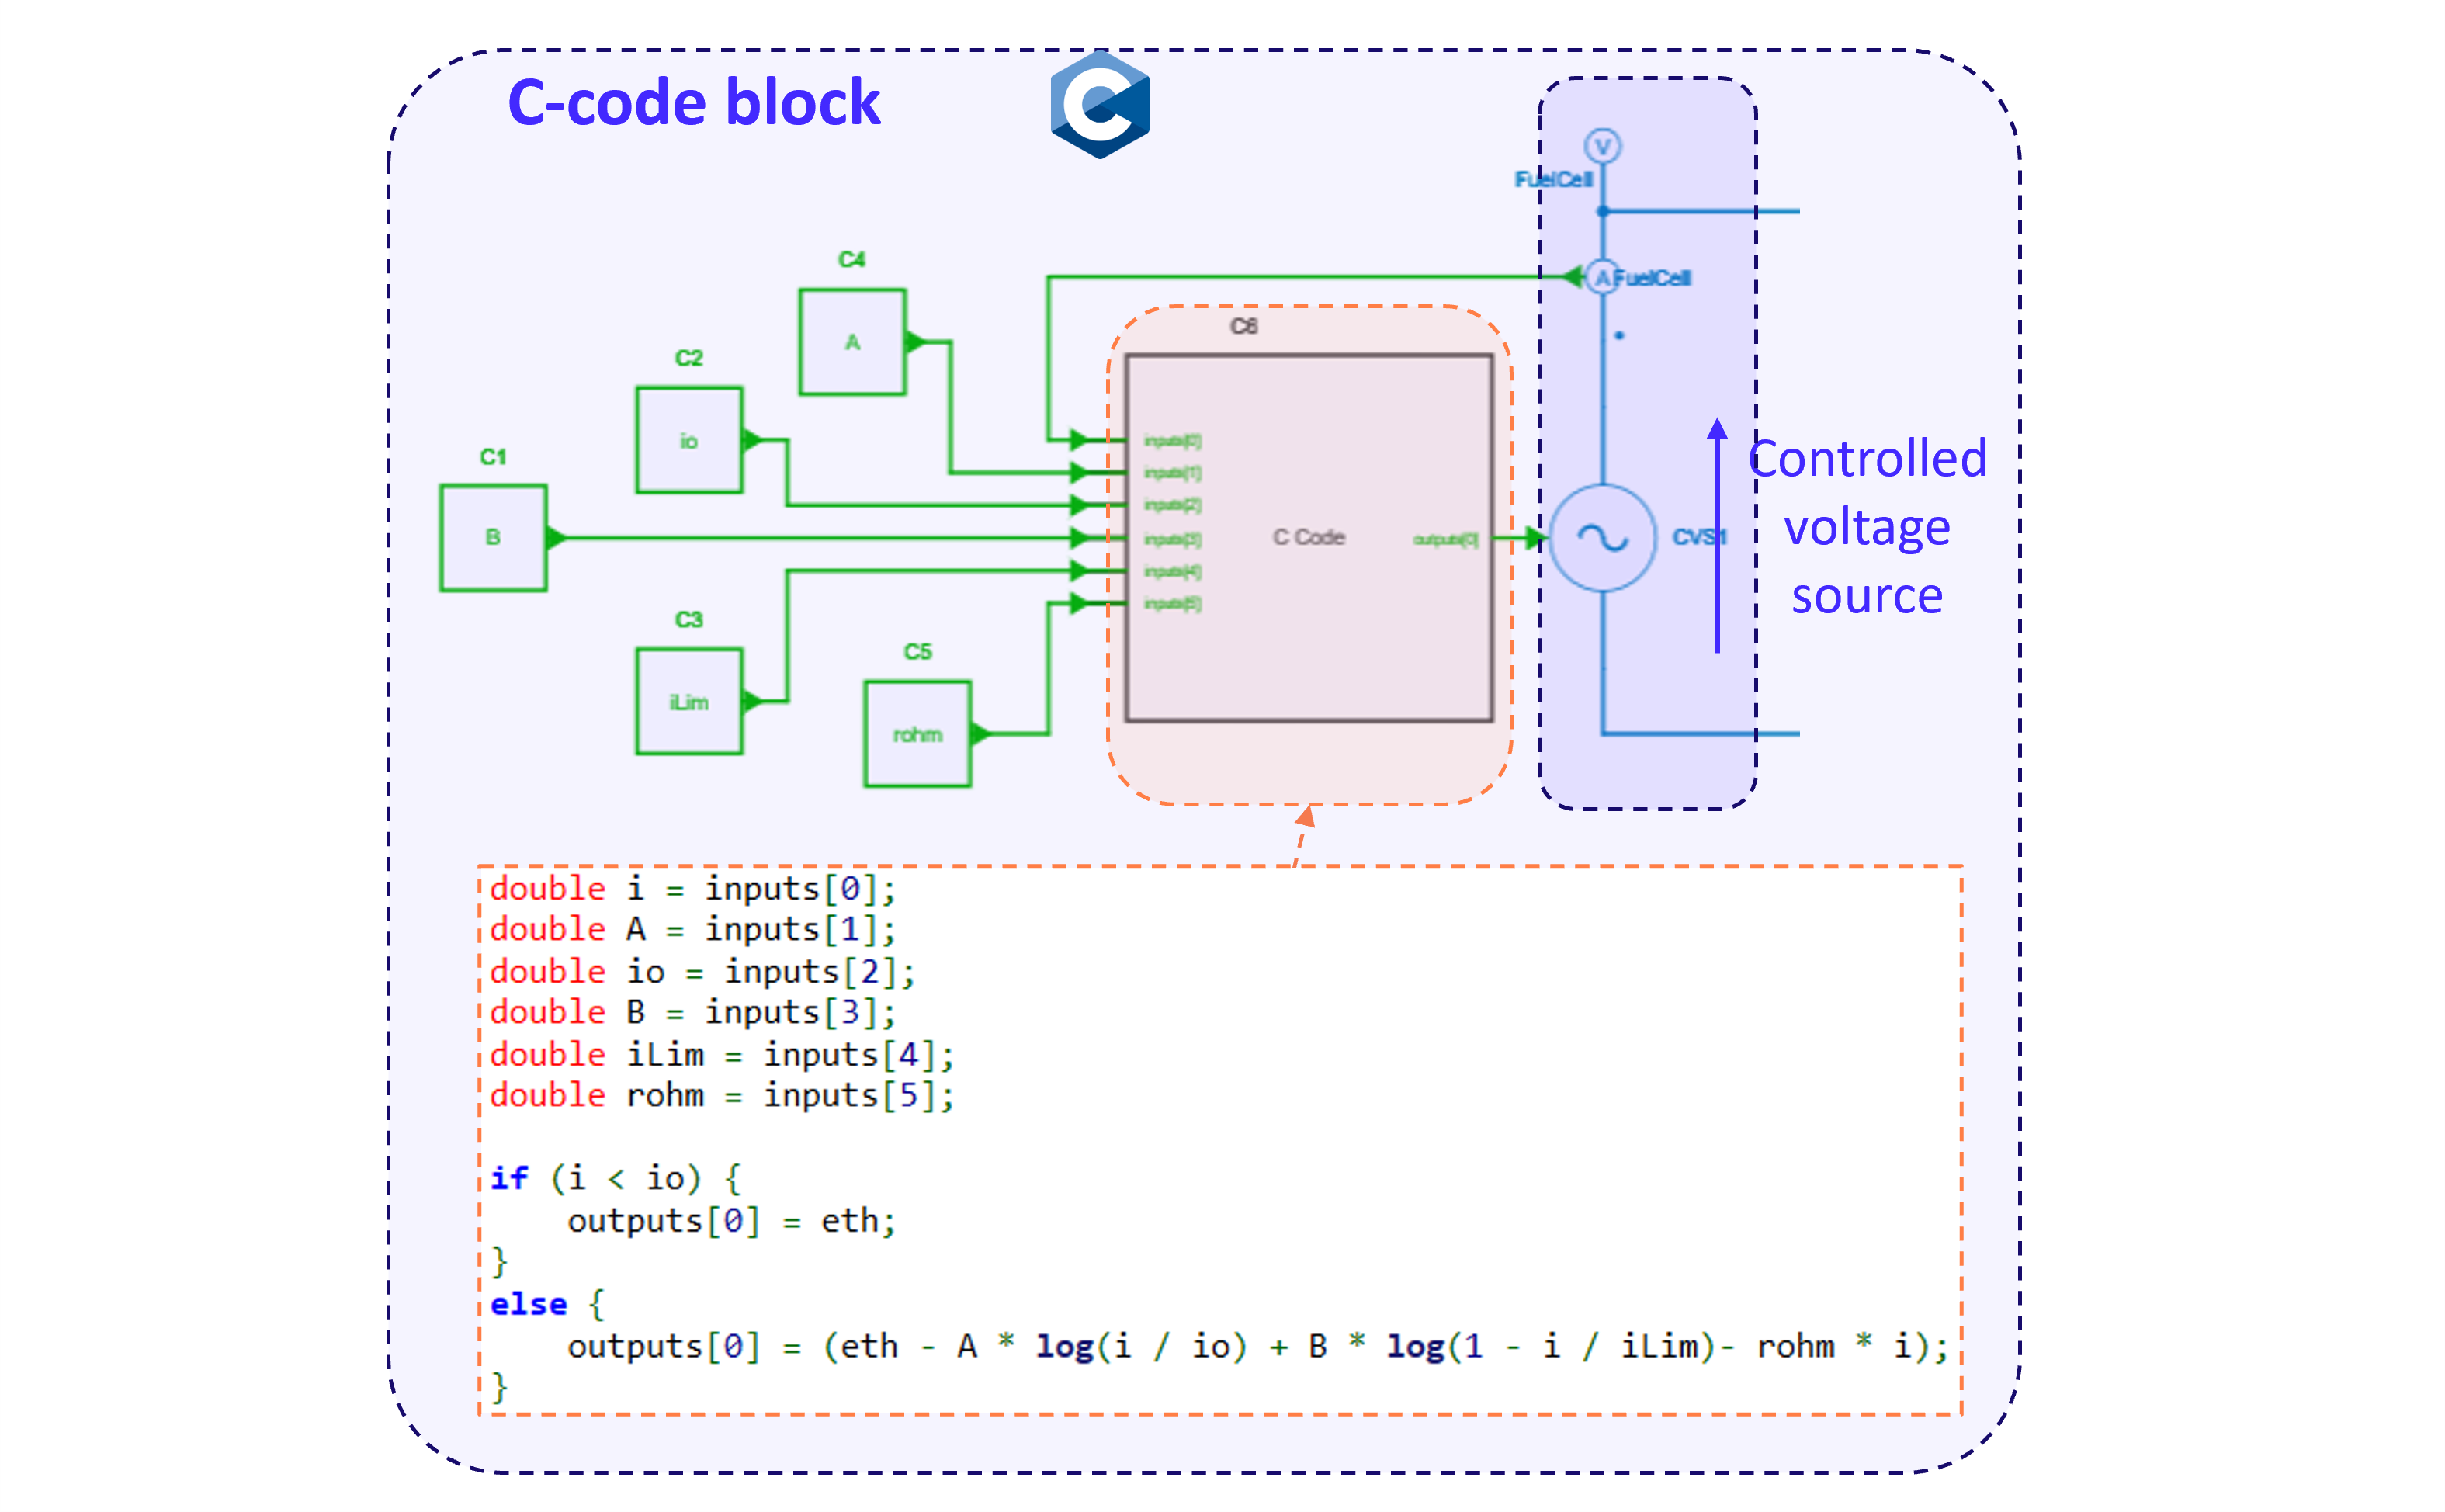 C-code block
V
FuelCell
A FuelCell
C4
A
C2
io
C1
B
C3
iLim
C5
rohm
C6
inputs[0]
inputs[1]
inputs[2]
inputs[3]
inputs[4]
inputs[5]
C Code
outputs[0]
CVS1
Controlled
voltage
source
double i = inputs[0];
double A = inputs[1];
double io = inputs[2];
double B = inputs[3];
double iLim = inputs[4];
double rohm = inputs[5];
if (i < io) {
    outputs[0] = eth;
}
else {
    outputs[0] = (eth - A * log(i / io) + B * log(1 - i / iLim)- rohm * i);
}